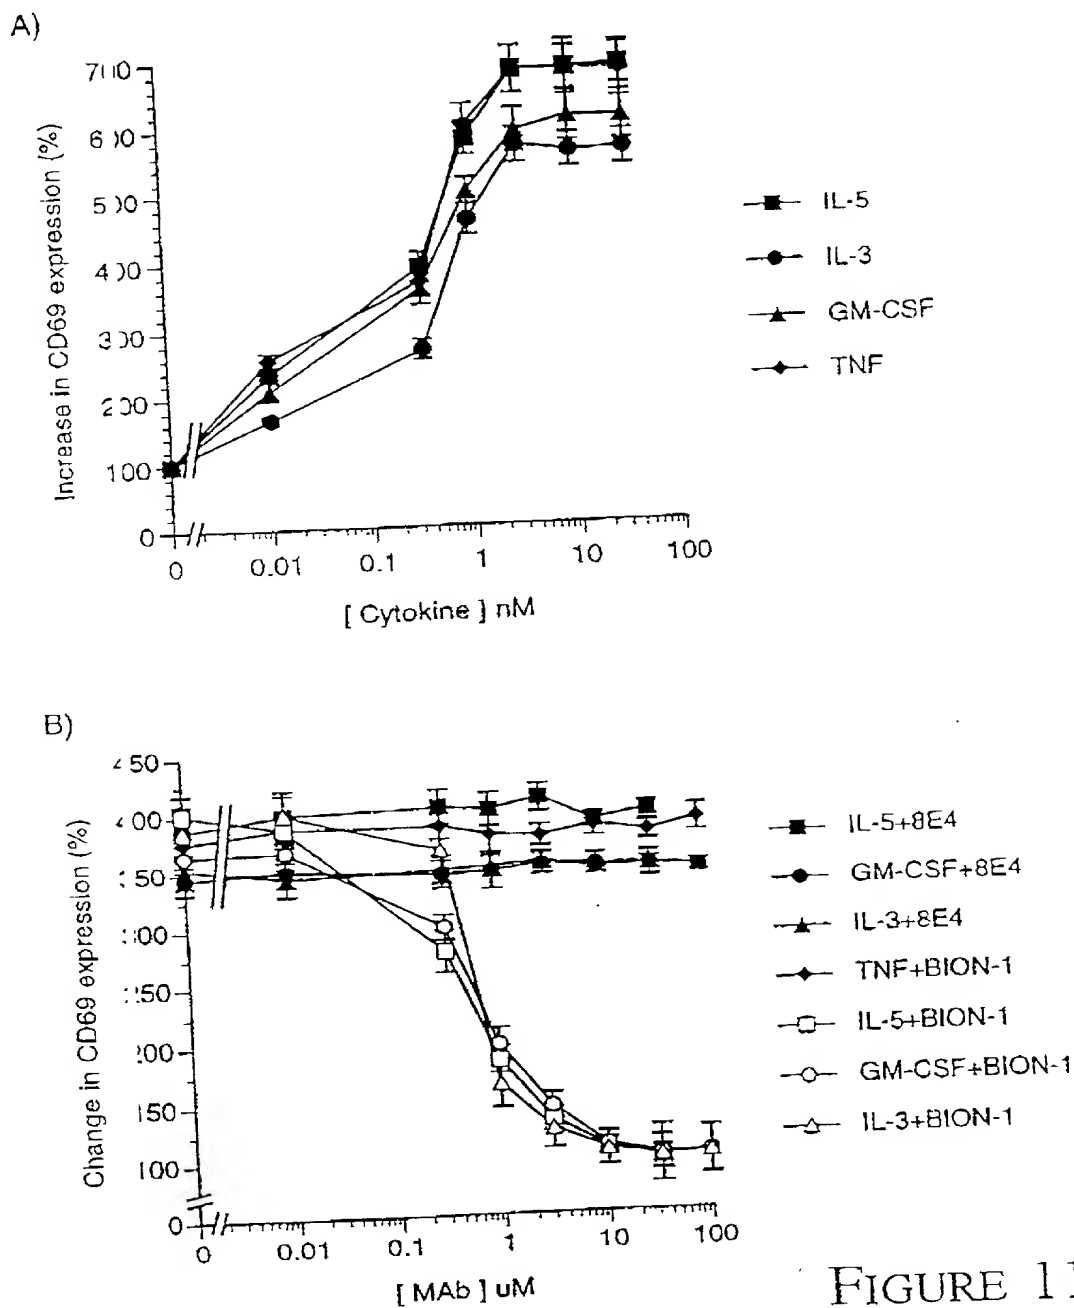 A)
Increase in CD69 expression (%)
700
600
500
400
300
200
100
0
0 0.01 0.1 1 10 100
[ Cytokine ] nM
IL-5
IL-3
GM-CSF
TNF
B)
Change in CD69 expression (%)
450
400
350
300
250
200
150
100
0
0 0.01 0.1 1 10 100
[ MAb ] uM
IL-5+8E4
GM-CSF+8E4
IL-3+8E4
TNF+BION-1
IL-5+BION-1
GM-CSF+BION-1
IL-3+BION-1
FIGURE 11